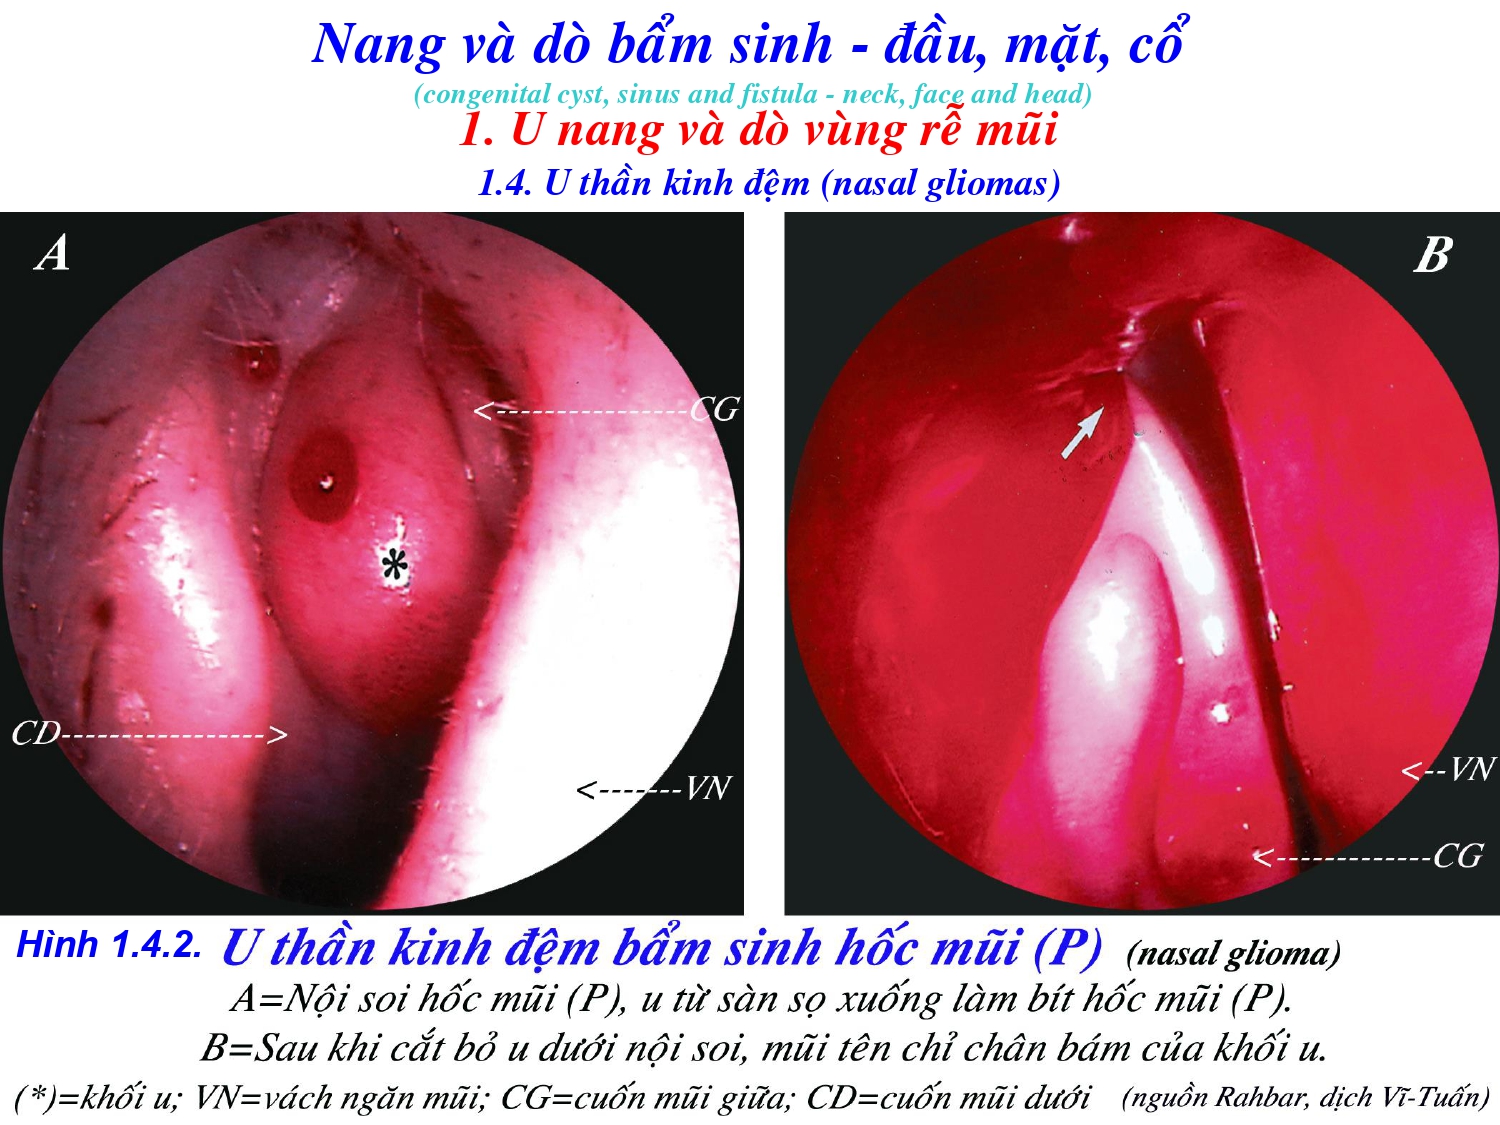 Nang và dò bẩm sinh - đầu, mặt, cổ
(congenital cyst, sinus and fistula - neck, face and head)
1. U nang và dò vùng rễ mũi
1.4. U thần kinh đệm (nasal gliomas)
A
B
<----------------CG
CD----------------->
<-------VN
<--VN
<-------------CG
*
Hình 1.4.2. U thần kinh đệm bẩm sinh hốc mũi (P) (nasal glioma)
A=Nội soi hốc mũi (P), u từ sàn sọ xuống làm bít hốc mũi (P).
B=Sau khi cắt bỏ u dưới nội soi, mũi tên chỉ chân bám của khối u.
(*)=khối u; VN=vách ngăn mũi; CG=cuốn mũi giữa; CD=cuốn mũi dưới (nguồn Rahbar, dịch Vĩ-Tuấn)